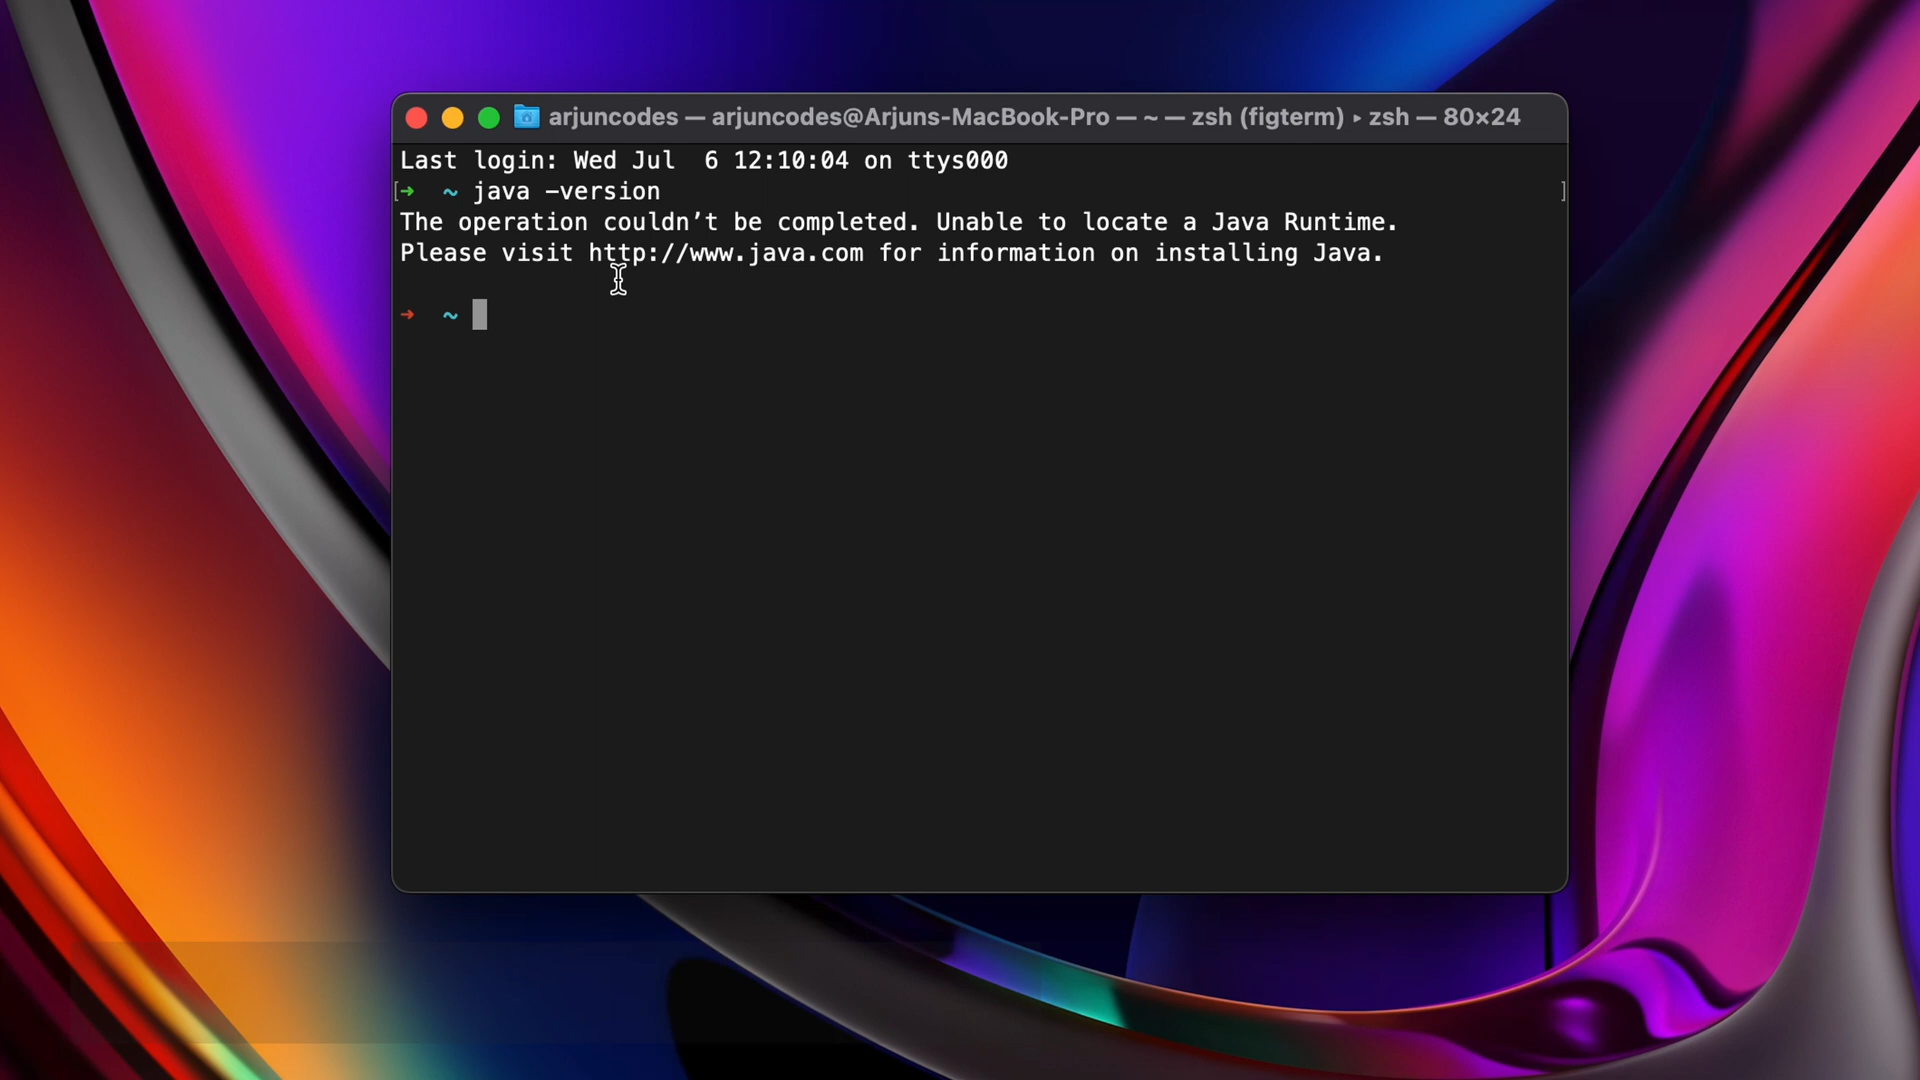 arjuncodes — arjuncodes@Arjuns-MacBook-Pro — ~ — zsh (figterm) ▸ zsh — 80×24
Last login: Wed Jul  6 12:10:04 on ttys000
[➜  ~ java -version ]
The operation couldn’t be completed. Unable to locate a Java Runtime.
Please visit http://www.java.com for information on installing Java.
➜  ~